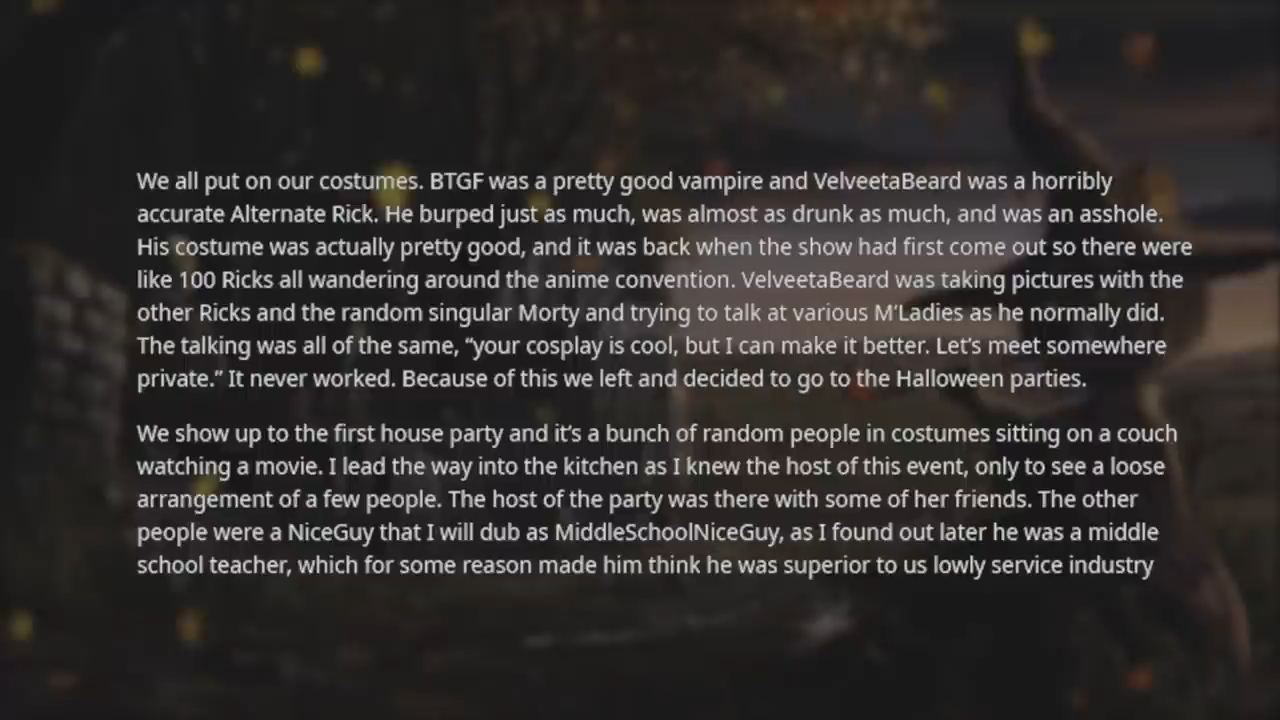 We all put on our costumes. BTGF was a pretty good vampire and VelveetaBeard was a horribly
accurate Alternate Rick. He burped just as much, was almost as drunk as much, and was an asshole.
His costume was actually pretty good, and it was back when the show had first come out so there were
like 100 Ricks all wandering around the anime convention. VelveetaBeard was taking pictures with the
other Ricks and the random singular Morty and trying to talk at various M’Ladies as he normally did.
The talking was all of the same, “your cosplay is cool, but I can make it better. Let’s meet somewhere
private.” It never worked. Because of this we left and decided to go to the Halloween parties.
We show up to the first house party and it’s a bunch of random people in costumes sitting on a couch
watching a movie. I lead the way into the kitchen as I knew the host of this event, only to see a loose
arrangement of a few people. The host of the party was there with some of her friends. The other
people were a NiceGuy that I will dub as MiddleSchoolNiceGuy, as I found out later he was a middle
school teacher, which for some reason made him think he was superior to us lowly service industry